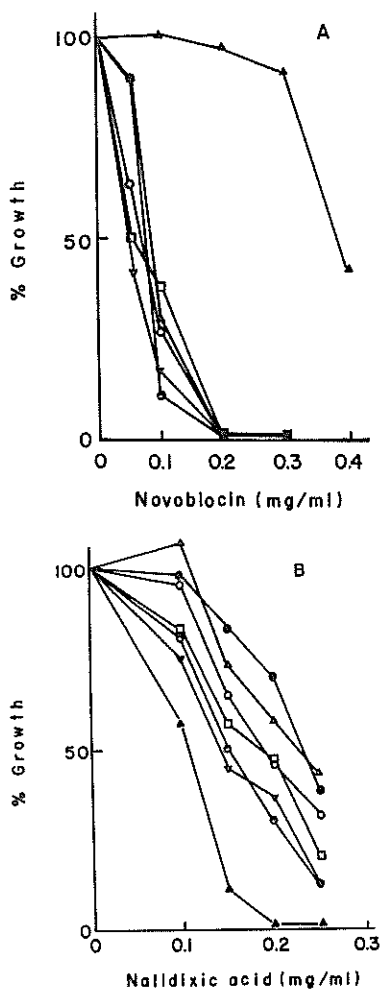 A
100
50
0
% Growth
0 0.1 0.2 0.3 0.4
Novoblocin (mg/ml)
B
100
50
0
% Growth
0 0.1 0.2 0.3
Nalidixic acid (mg/ml)